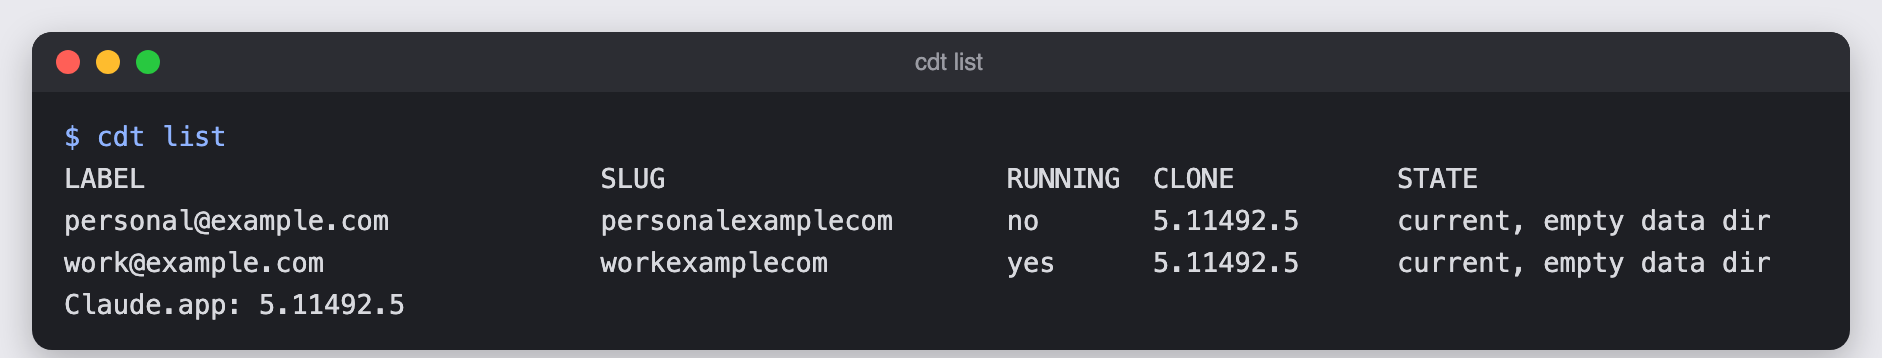 cdt list
$ cdt list
LABEL SLUG RUNNING CLONE STATE
personal@example.com personalexamplecom no 5.11492.5 current, empty data dir
work@example.com workexamplecom yes 5.11492.5 current, empty data dir
Claude.app: 5.11492.5